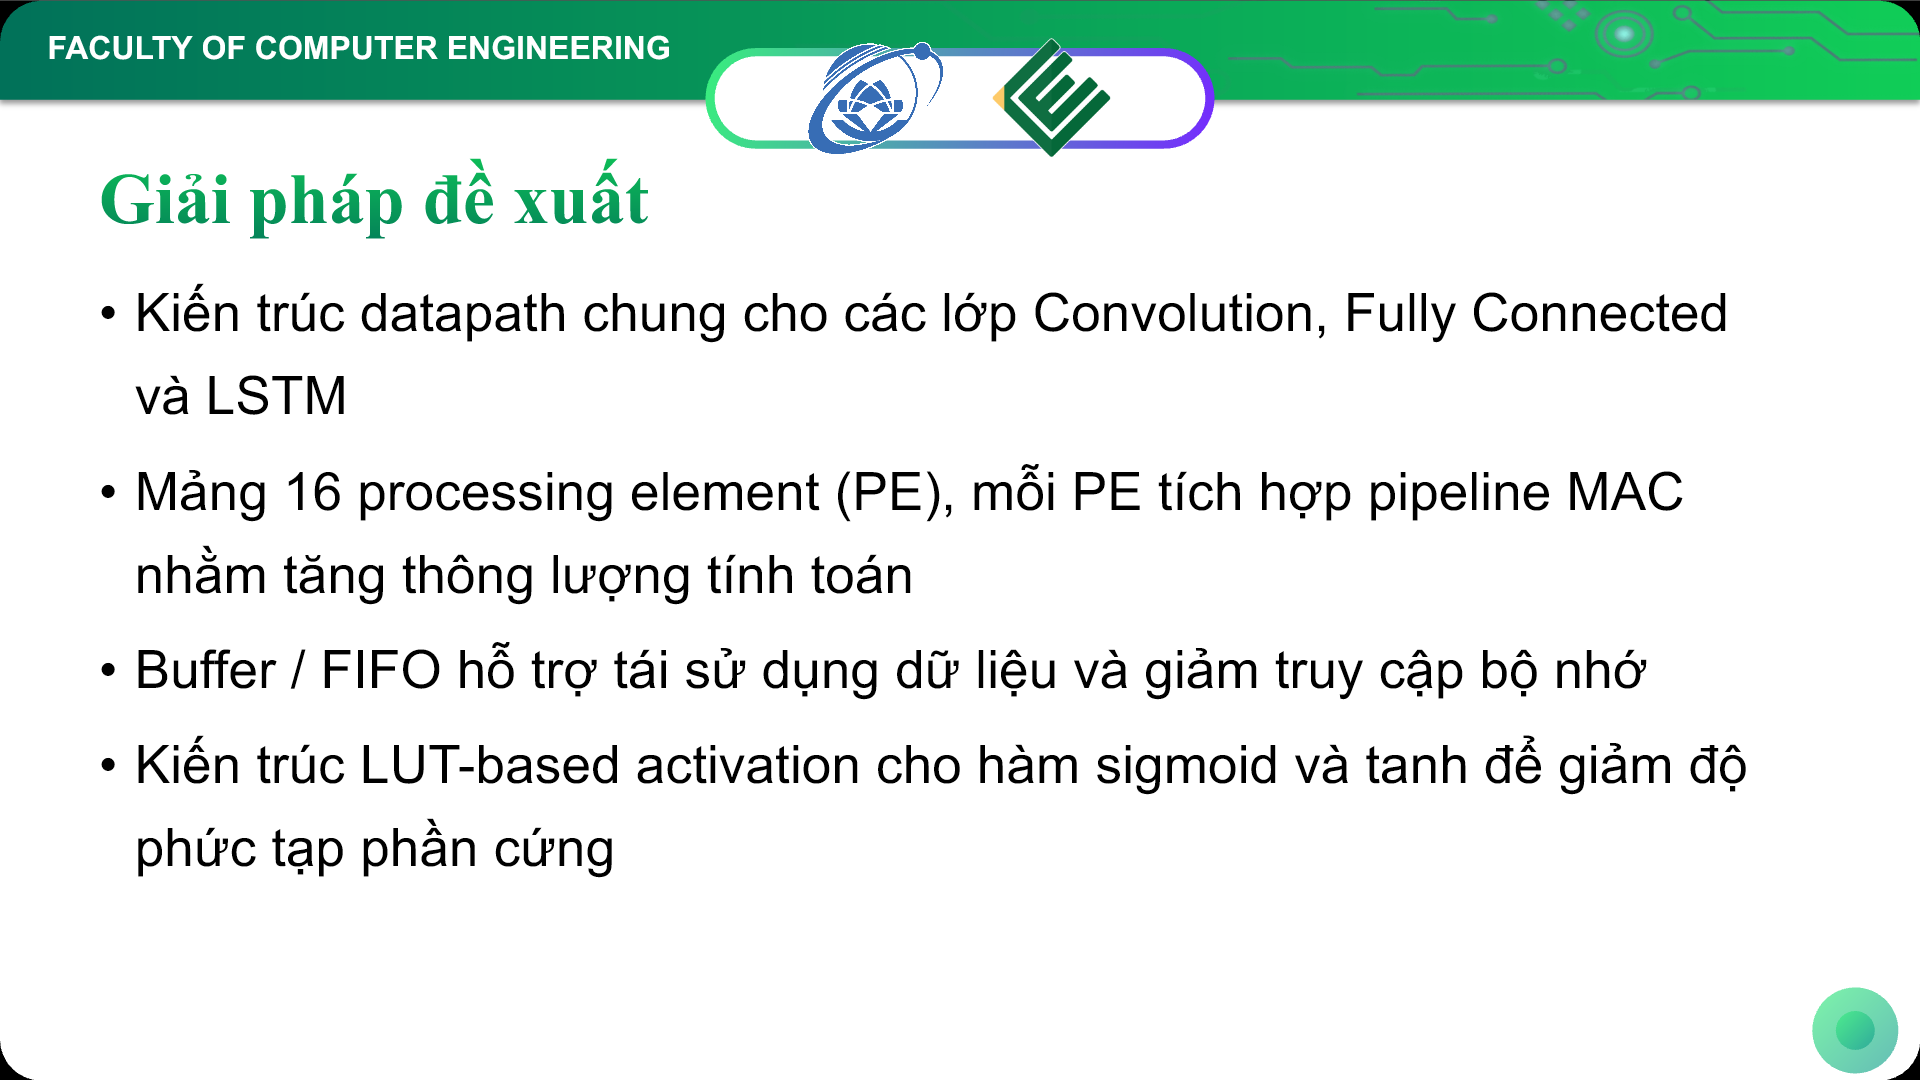 FACULTY OF COMPUTER ENGINEERING
Giải pháp đề xuất
• Kiến trúc datapath chung cho các lớp Convolution, Fully Connected
và LSTM
• Mảng 16 processing element (PE), mỗi PE tích hợp pipeline MAC
nhằm tăng thông lượng tính toán
• Buffer / FIFO hỗ trợ tái sử dụng dữ liệu và giảm truy cập bộ nhớ
• Kiến trúc LUT-based activation cho hàm sigmoid và tanh để giảm độ
phức tạp phần cứng